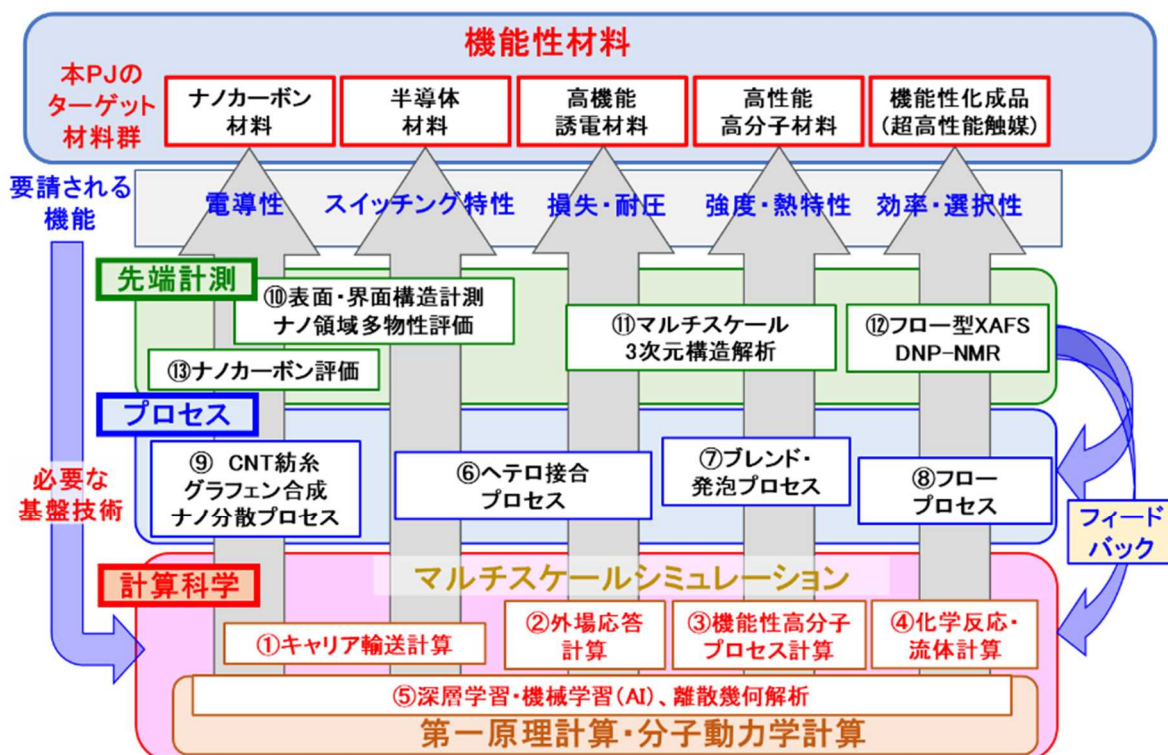 機能性材料
本PJの
ターゲット
材料群
ナノカーボン
材料
半導体
材料
高機能
誘電材料
高性能
高分子材料
機能性化成品
(超高性能触媒)
要請される
機能
電導性
スイッチング特性
損失・耐圧
強度・熱特性
効率・選択性
先端計測
⑩表面・界面構造計測
ナノ領域多物性評価
⑪マルチスケール
3次元構造解析
⑫フロー型XAFS
DNP-NMR
⑬ナノカーボン評価
プロセス
必要な
基盤技術
⑨ CNT紡糸
グラフェン合成
ナノ分散プロセス
⑥ヘテロ接合
プロセス
⑦ブレンド・
発泡プロセス
⑧フロー
プロセス
フィード
バック
計算科学
マルチスケールシミュレーション
①キャリア輸送計算
②外場応答
計算
③機能性高分子
プロセス計算
④化学反応・
流体計算
⑤深層学習・機械学習(AI)、離散幾何解析
第一原理計算・分子動力学計算